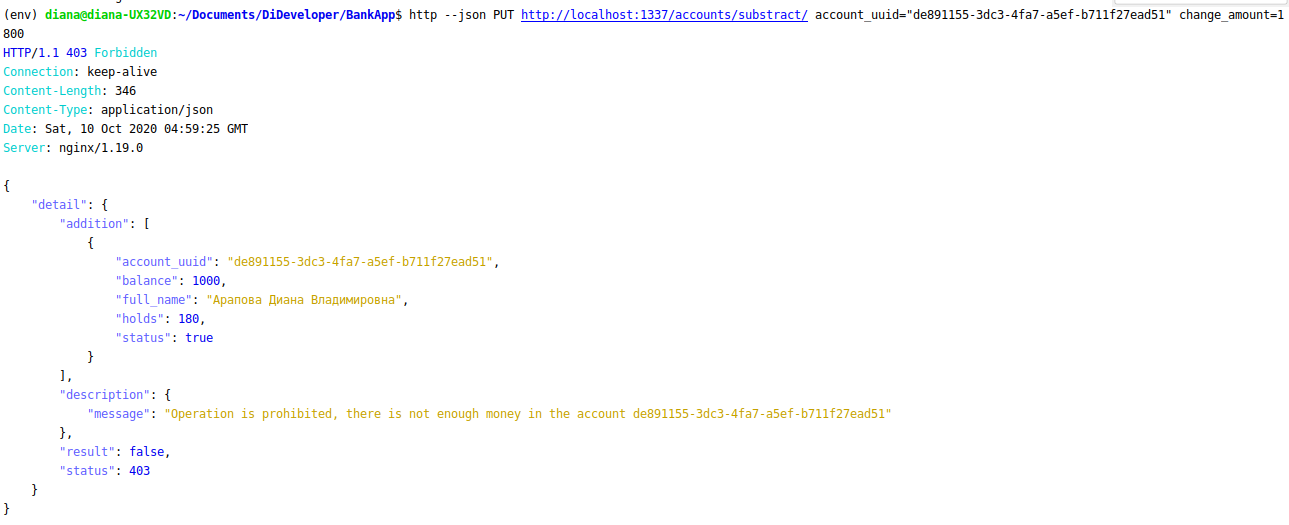 (env) diana@diana-UX32VD:~/Documents/DiDeveloper/BankApp$ http --json PUT http://localhost:1337/accounts/substract/ account_uuid="de891155-3dc3-4fa7-a5ef-b711f27ead51" change_amount=1
800
HTTP/1.1 403 Forbidden
Connection: keep-alive
Content-Length: 346
Content-Type: application/json
Date: Sat, 10 Oct 2020 04:59:25 GMT
Server: nginx/1.19.0

{
    "detail": {
        "addition": [
            {
                "account_uuid": "de891155-3dc3-4fa7-a5ef-b711f27ead51",
                "balance": 1000,
                "full_name": "Арапова Диана Владимировна",
                "holds": 180,
                "status": true
            }
        ],
        "description": {
            "message": "Operation is prohibited, there is not enough money in the account de891155-3dc3-4fa7-a5ef-b711f27ead51"
        },
        "result": false,
        "status": 403
    }
}